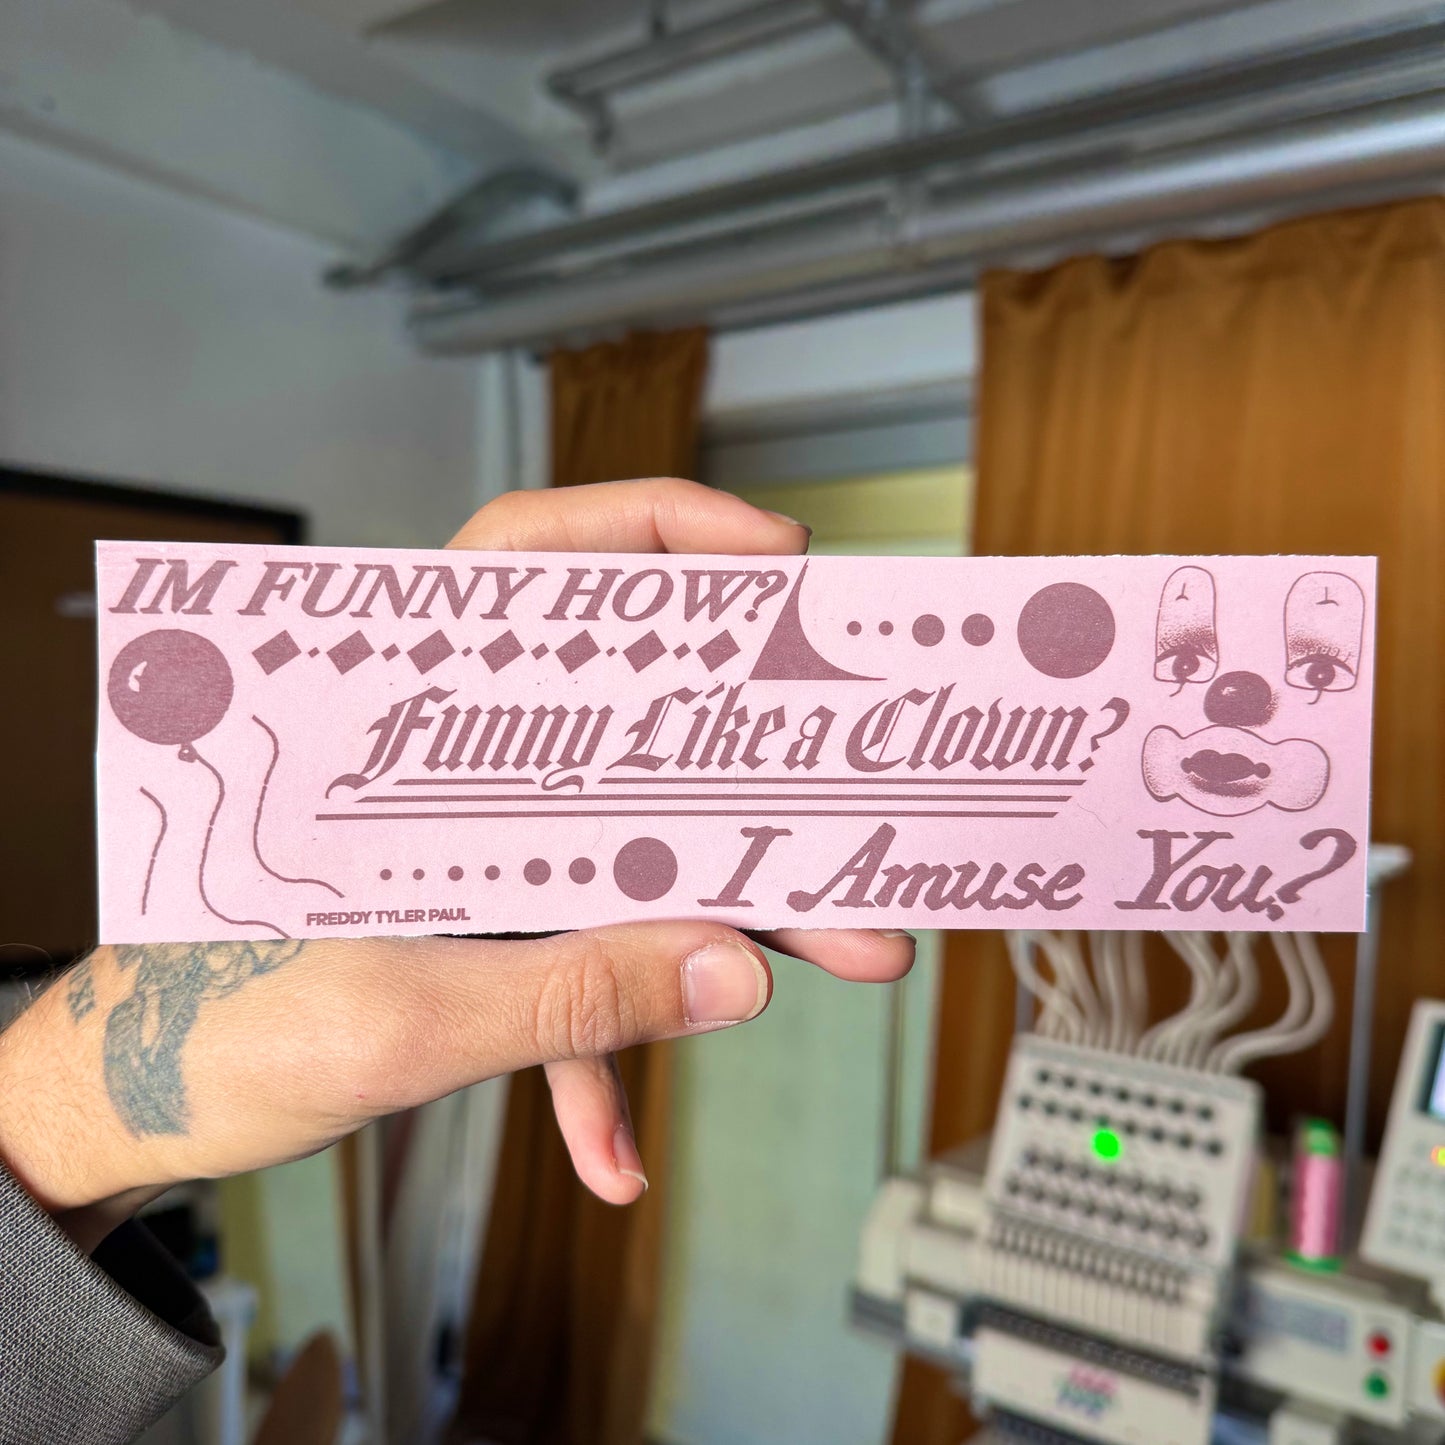 IM FUNNY HOW?
Funny Like a Clown?
I Amuse You?
FREDDY TYLER PAUL